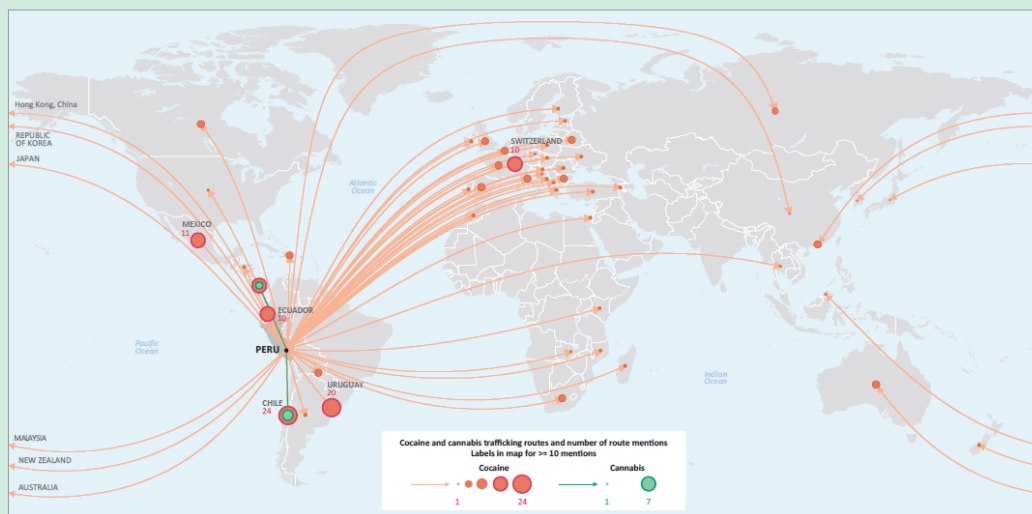 Hong Kong, China
REPUBLIC
OF KOREA
JAPAN
Atlantic
Ocean
SWITZERLAND
10
MEXICO
11
ECUADOR
10
Pacific
Ocean
PERU
Indian
Ocean
URUGUAY
20
CHILE
24
MALAYSIA
NEW ZEALAND
AUSTRALIA
Cocaine and cannabis trafficking routes and number of route mentions
Labels in map for >= 10 mentions
Cocaine Cannabis
1 24 1 7